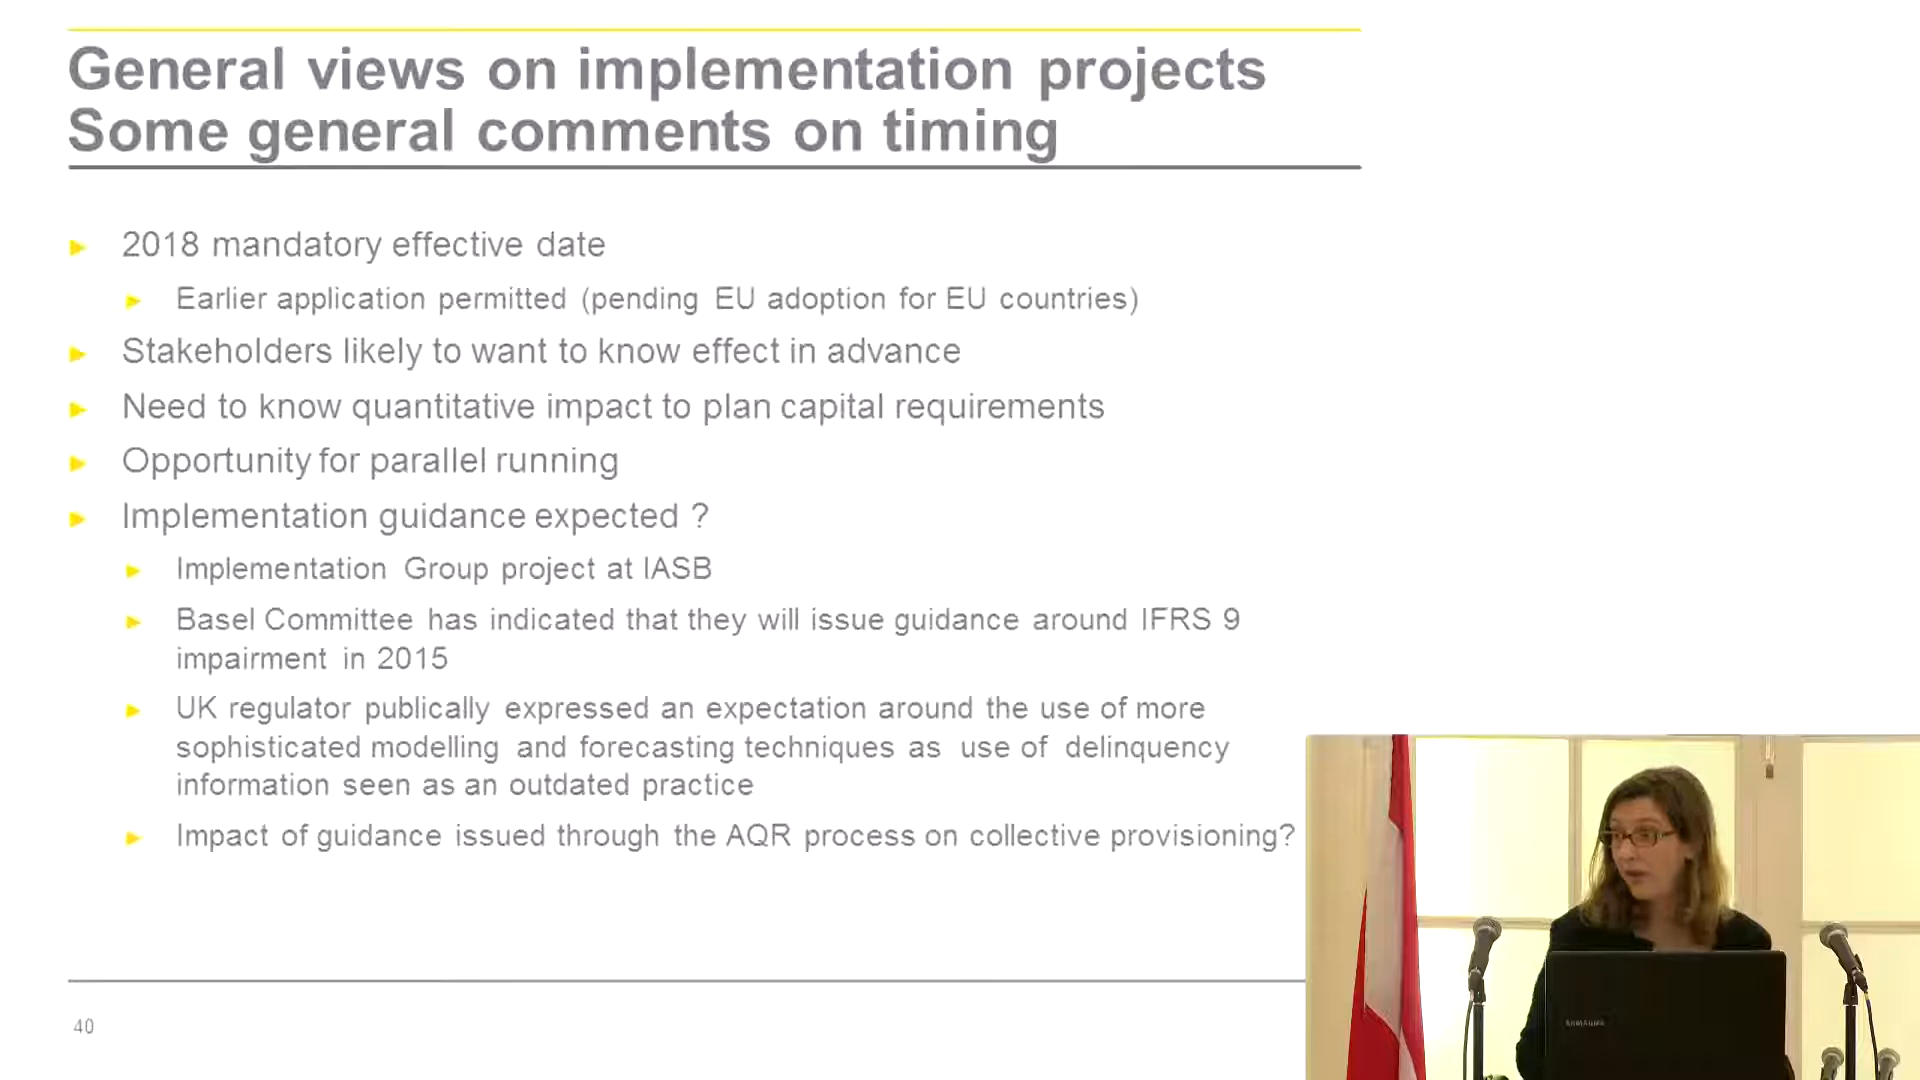 General views on implementation projects
Some general comments on timing
2018 mandatory effective date
Earlier application permitted (pending EU adoption for EU countries)
Stakeholders likely to want to know effect in advance
Need to know quantitative impact to plan capital requirements
Opportunity for parallel running
Implementation guidance expected ?
Implementation Group project at IASB
Basel Committee has indicated that they will issue guidance around IFRS 9
impairment in 2015
UK regulator publically expressed an expectation around the use of more
sophisticated modelling and forecasting techniques as use of delinquency
information seen as an outdated practice
Impact of guidance issued through the AQR process on collective provisioning?
40
SAMSUNG